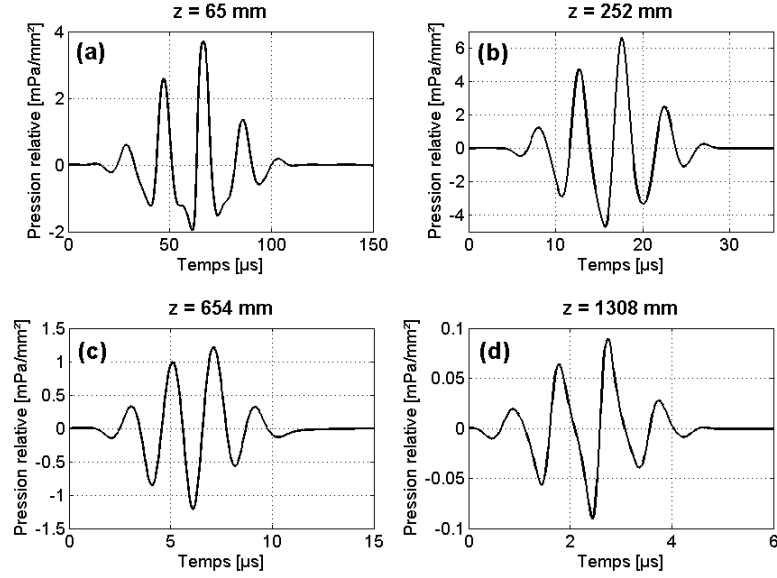 z = 65 mm
(a)
Pression relative [mPa/mm²]
4
2
0
-2
0
50
100
150
Temps [µs]
z = 252 mm
(b)
Pression relative [mPa/mm²]
6
4
2
0
-2
-4
0
10
20
30
Temps [µs]
z = 654 mm
(c)
Pression relative [mPa/mm²]
1.5
1
0.5
0
-0.5
-1
-1.5
0
5
10
15
Temps [µs]
z = 1308 mm
(d)
Pression relative [mPa/mm²]
0.1
0.05
0
-0.05
-0.1
0
2
4
6
Temps [µs]